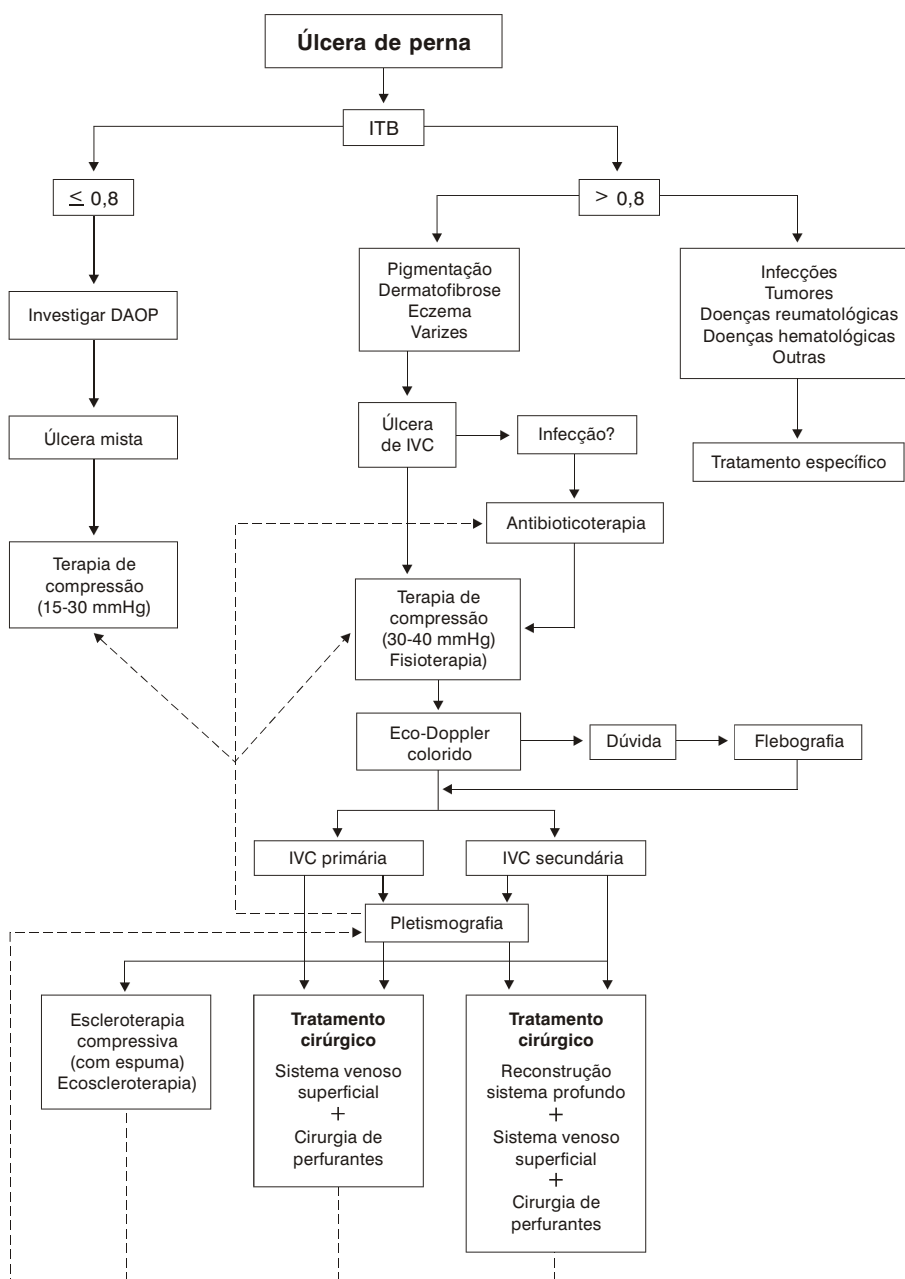 Úlcera de perna
ITB
≤ 0,8
> 0,8
Investigar DAOP
Pigmentação
Dermatofibrose
Eczema
Varizes
Infecções
Tumores
Doenças reumatológicas
Doenças hematológicas
Outras
Úlcera mista
Úlcera
de IVC
Infecção?
Tratamento específico
Antibioticoterapia
Terapia de
compressão
(15-30 mmHg)
Terapia de
compressão
(30-40 mmHg)
Fisioterapia)
Eco-Doppler
colorido
Dúvida
Flebografia
IVC primária
IVC secundária
Pletismografia
Escleroterapia
compressiva
(com espuma)
Ecoscleroterapia)
Tratamento
cirúrgico
Sistema venoso
superficial
+
Cirurgia de
perfurantes
Tratamento
cirúrgico
Reconstrução
sistema profundo
+
Sistema venoso
superficial
+
Cirurgia de
perfurantes